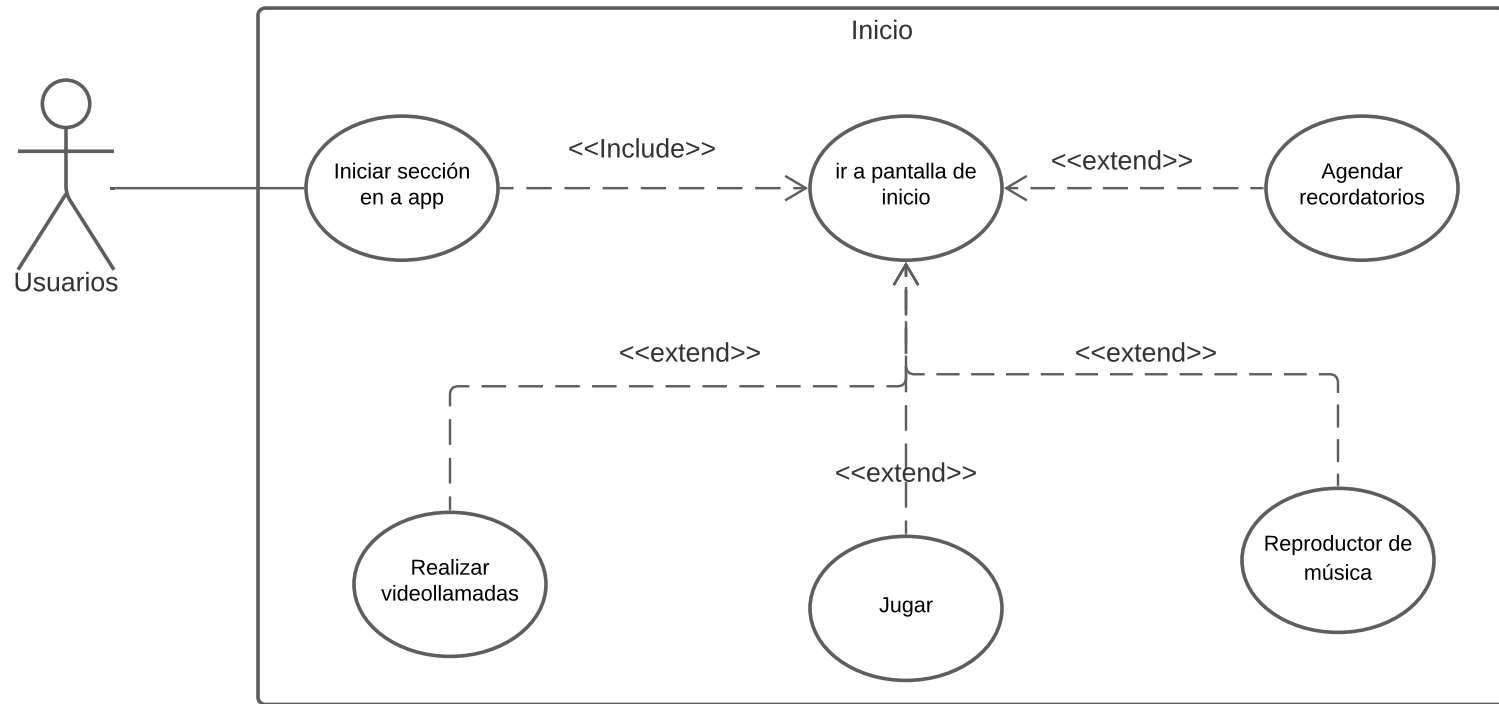 Inicio
<<Include>>
<<extend>>
Iniciar sección
en a app
ir a pantalla de
inicio
Agendar
recordatorios
Usuarios
<<extend>>
<<extend>>
<<extend>>
Realizar
videollamadas
Jugar
Reproductor de
música